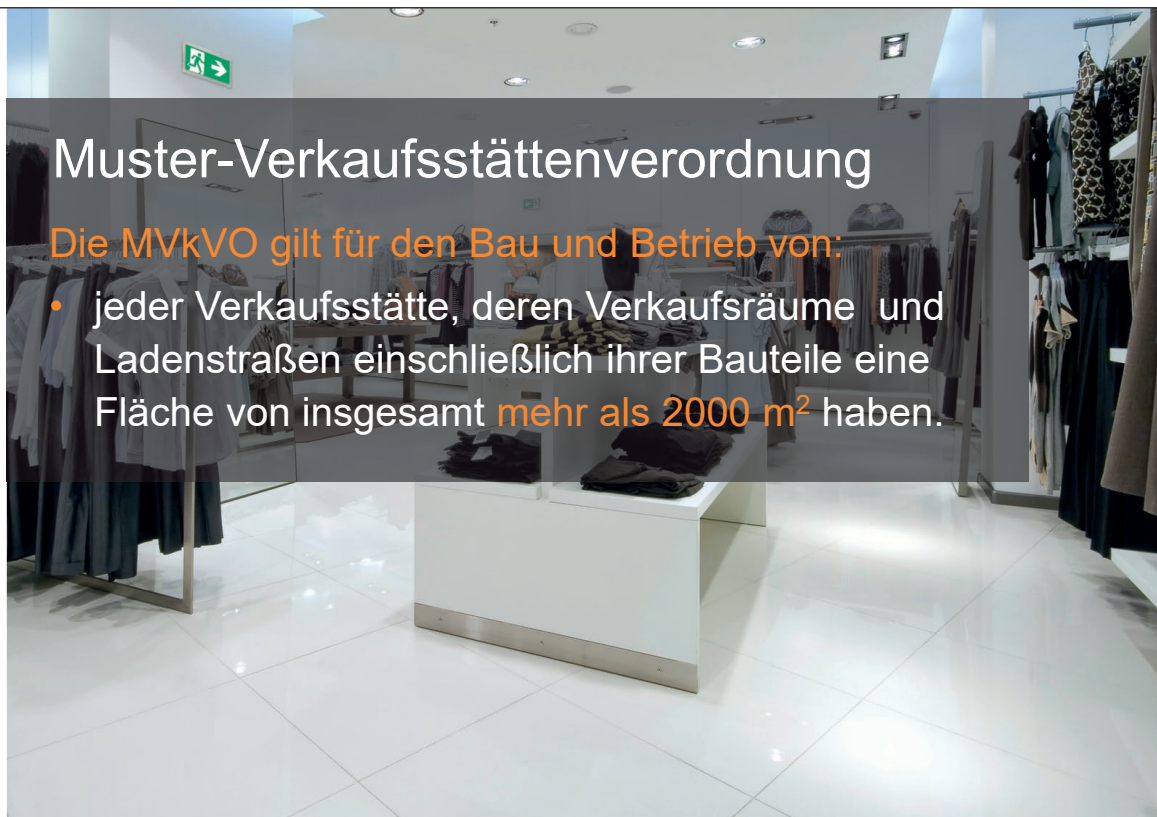 Muster-Verkaufsstättenverordnung
Die MVkVO gilt für den Bau und Betrieb von:
• jeder Verkaufsstätte, deren Verkaufsräume und
Ladenstraßen einschließlich ihrer Bauteile eine
Fläche von insgesamt mehr als 2000 m² haben.